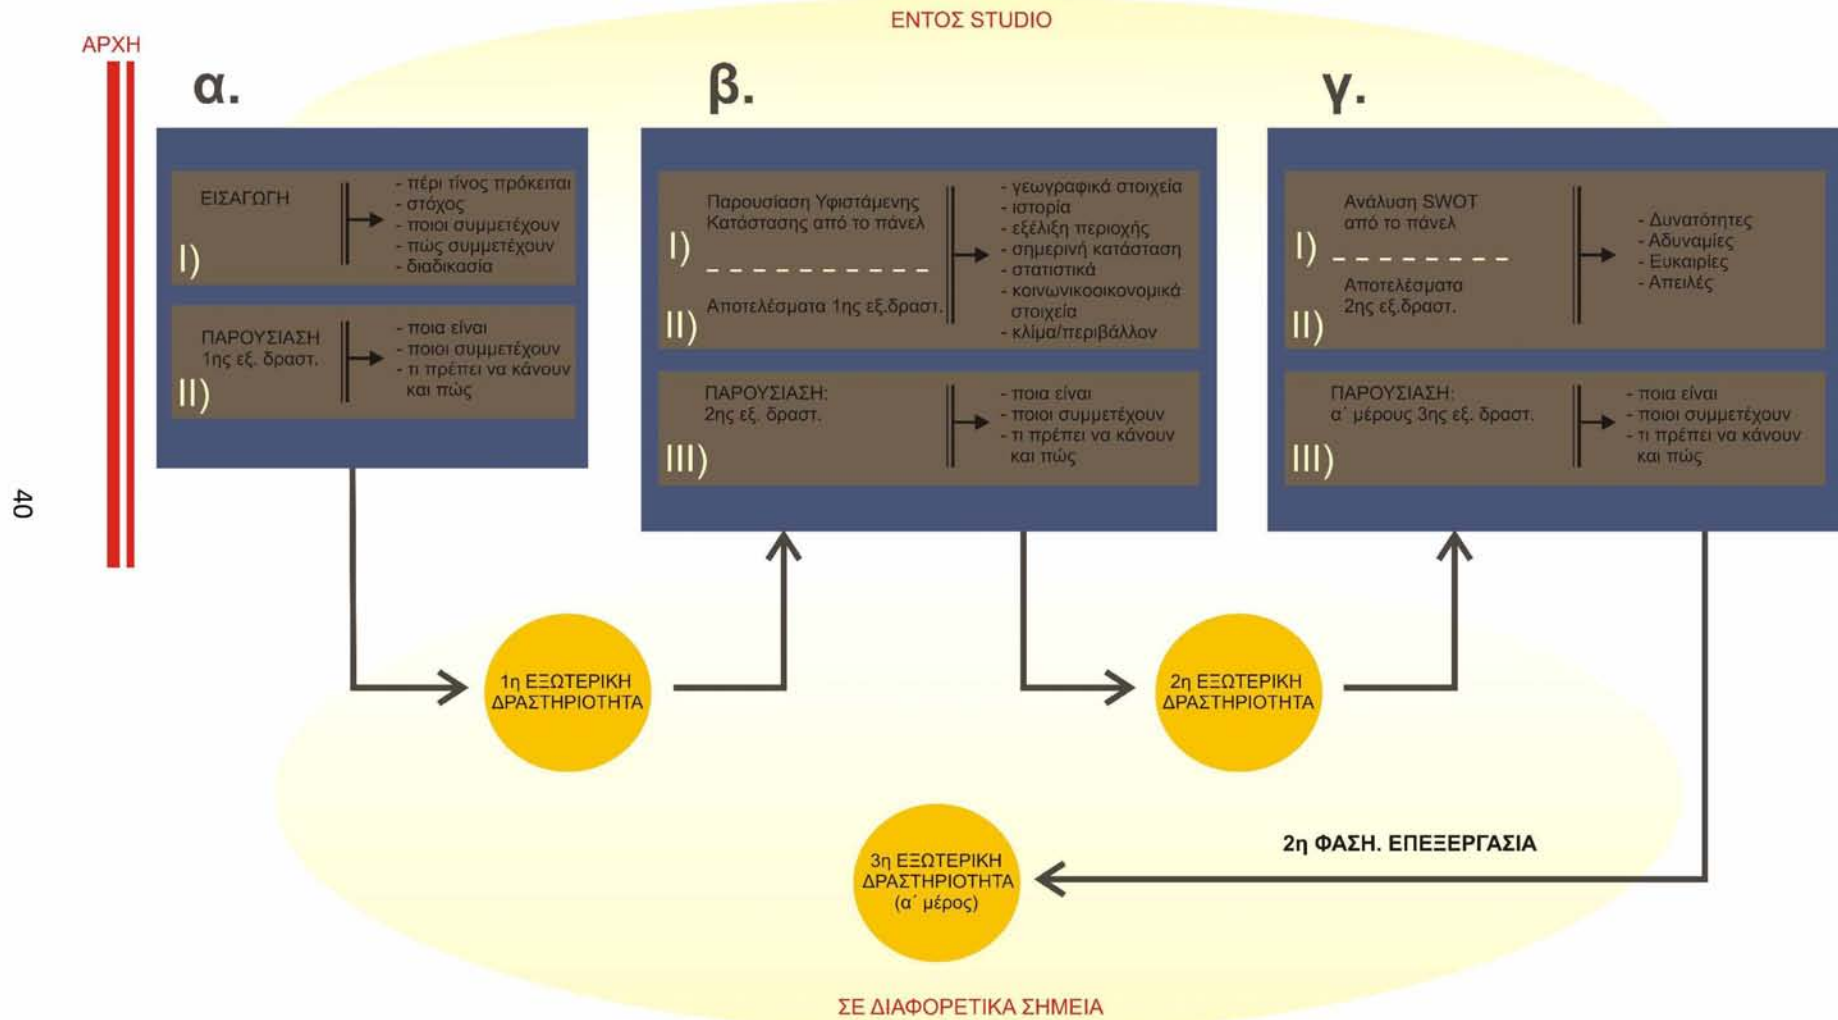 ΕΝΤΟΣ STUDIO
ΑΡΧΗ
α.
ΕΙΣΑΓΩΓΗ
I)
- πέρι τίνος πρόκειται
- στόχος
- ποιοι συμμετέχουν
- πώς συμμετέχουν
- διαδικασία
ΠΑΡΟΥΣΙΑΣΗ
1ης εξ. δραστ.
II)
- ποια είναι
- ποιοι συμμετέχουν
- τι πρέπει να κάνουν
και πώς
β.
Παρουσίαση Υφιστάμενης
Κατάστασης από το πάνελ
I)
Αποτελέσματα 1ης εξ.δραστ.
II)
- γεωγραφικά στοιχεία
- ιστορία
- εξέλιξη περιοχής
- σημερινή κατάσταση
- στατιστικά
- κοινωνικοοικονομικά
στοιχεία
- κλίμα/περιβάλλον
ΠΑΡΟΥΣΙΑΣΗ:
2ης εξ. δραστ.
III)
- ποια είναι
- ποιοι συμμετέχουν
- τι πρέπει να κάνουν
και πώς
γ.
Ανάλυση SWOT
από το πάνελ
I)
Αποτελέσματα
2ης εξ.δραστ.
II)
- Δυνατότητες
- Αδυναμίες
- Ευκαιρίες
- Απειλές
ΠΑΡΟΥΣΙΑΣΗ:
α΄ μέρους 3ης εξ. δραστ.
III)
- ποια είναι
- ποιοι συμμετέχουν
- τι πρέπει να κάνουν
και πώς
40
1η ΕΞΩΤΕΡΙΚΗ
ΔΡΑΣΤΗΡΙΟΤΗΤΑ
2η ΕΞΩΤΕΡΙΚΗ
ΔΡΑΣΤΗΡΙΟΤΗΤΑ
2η ΦΑΣΗ. ΕΠΕΞΕΡΓΑΣΙΑ
3η ΕΞΩΤΕΡΙΚΗ
ΔΡΑΣΤΗΡΙΟΤΗΤΑ
(α΄ μέρος)
ΣΕ ΔΙΑΦΟΡΕΤΙΚΑ ΣΗΜΕΙΑ